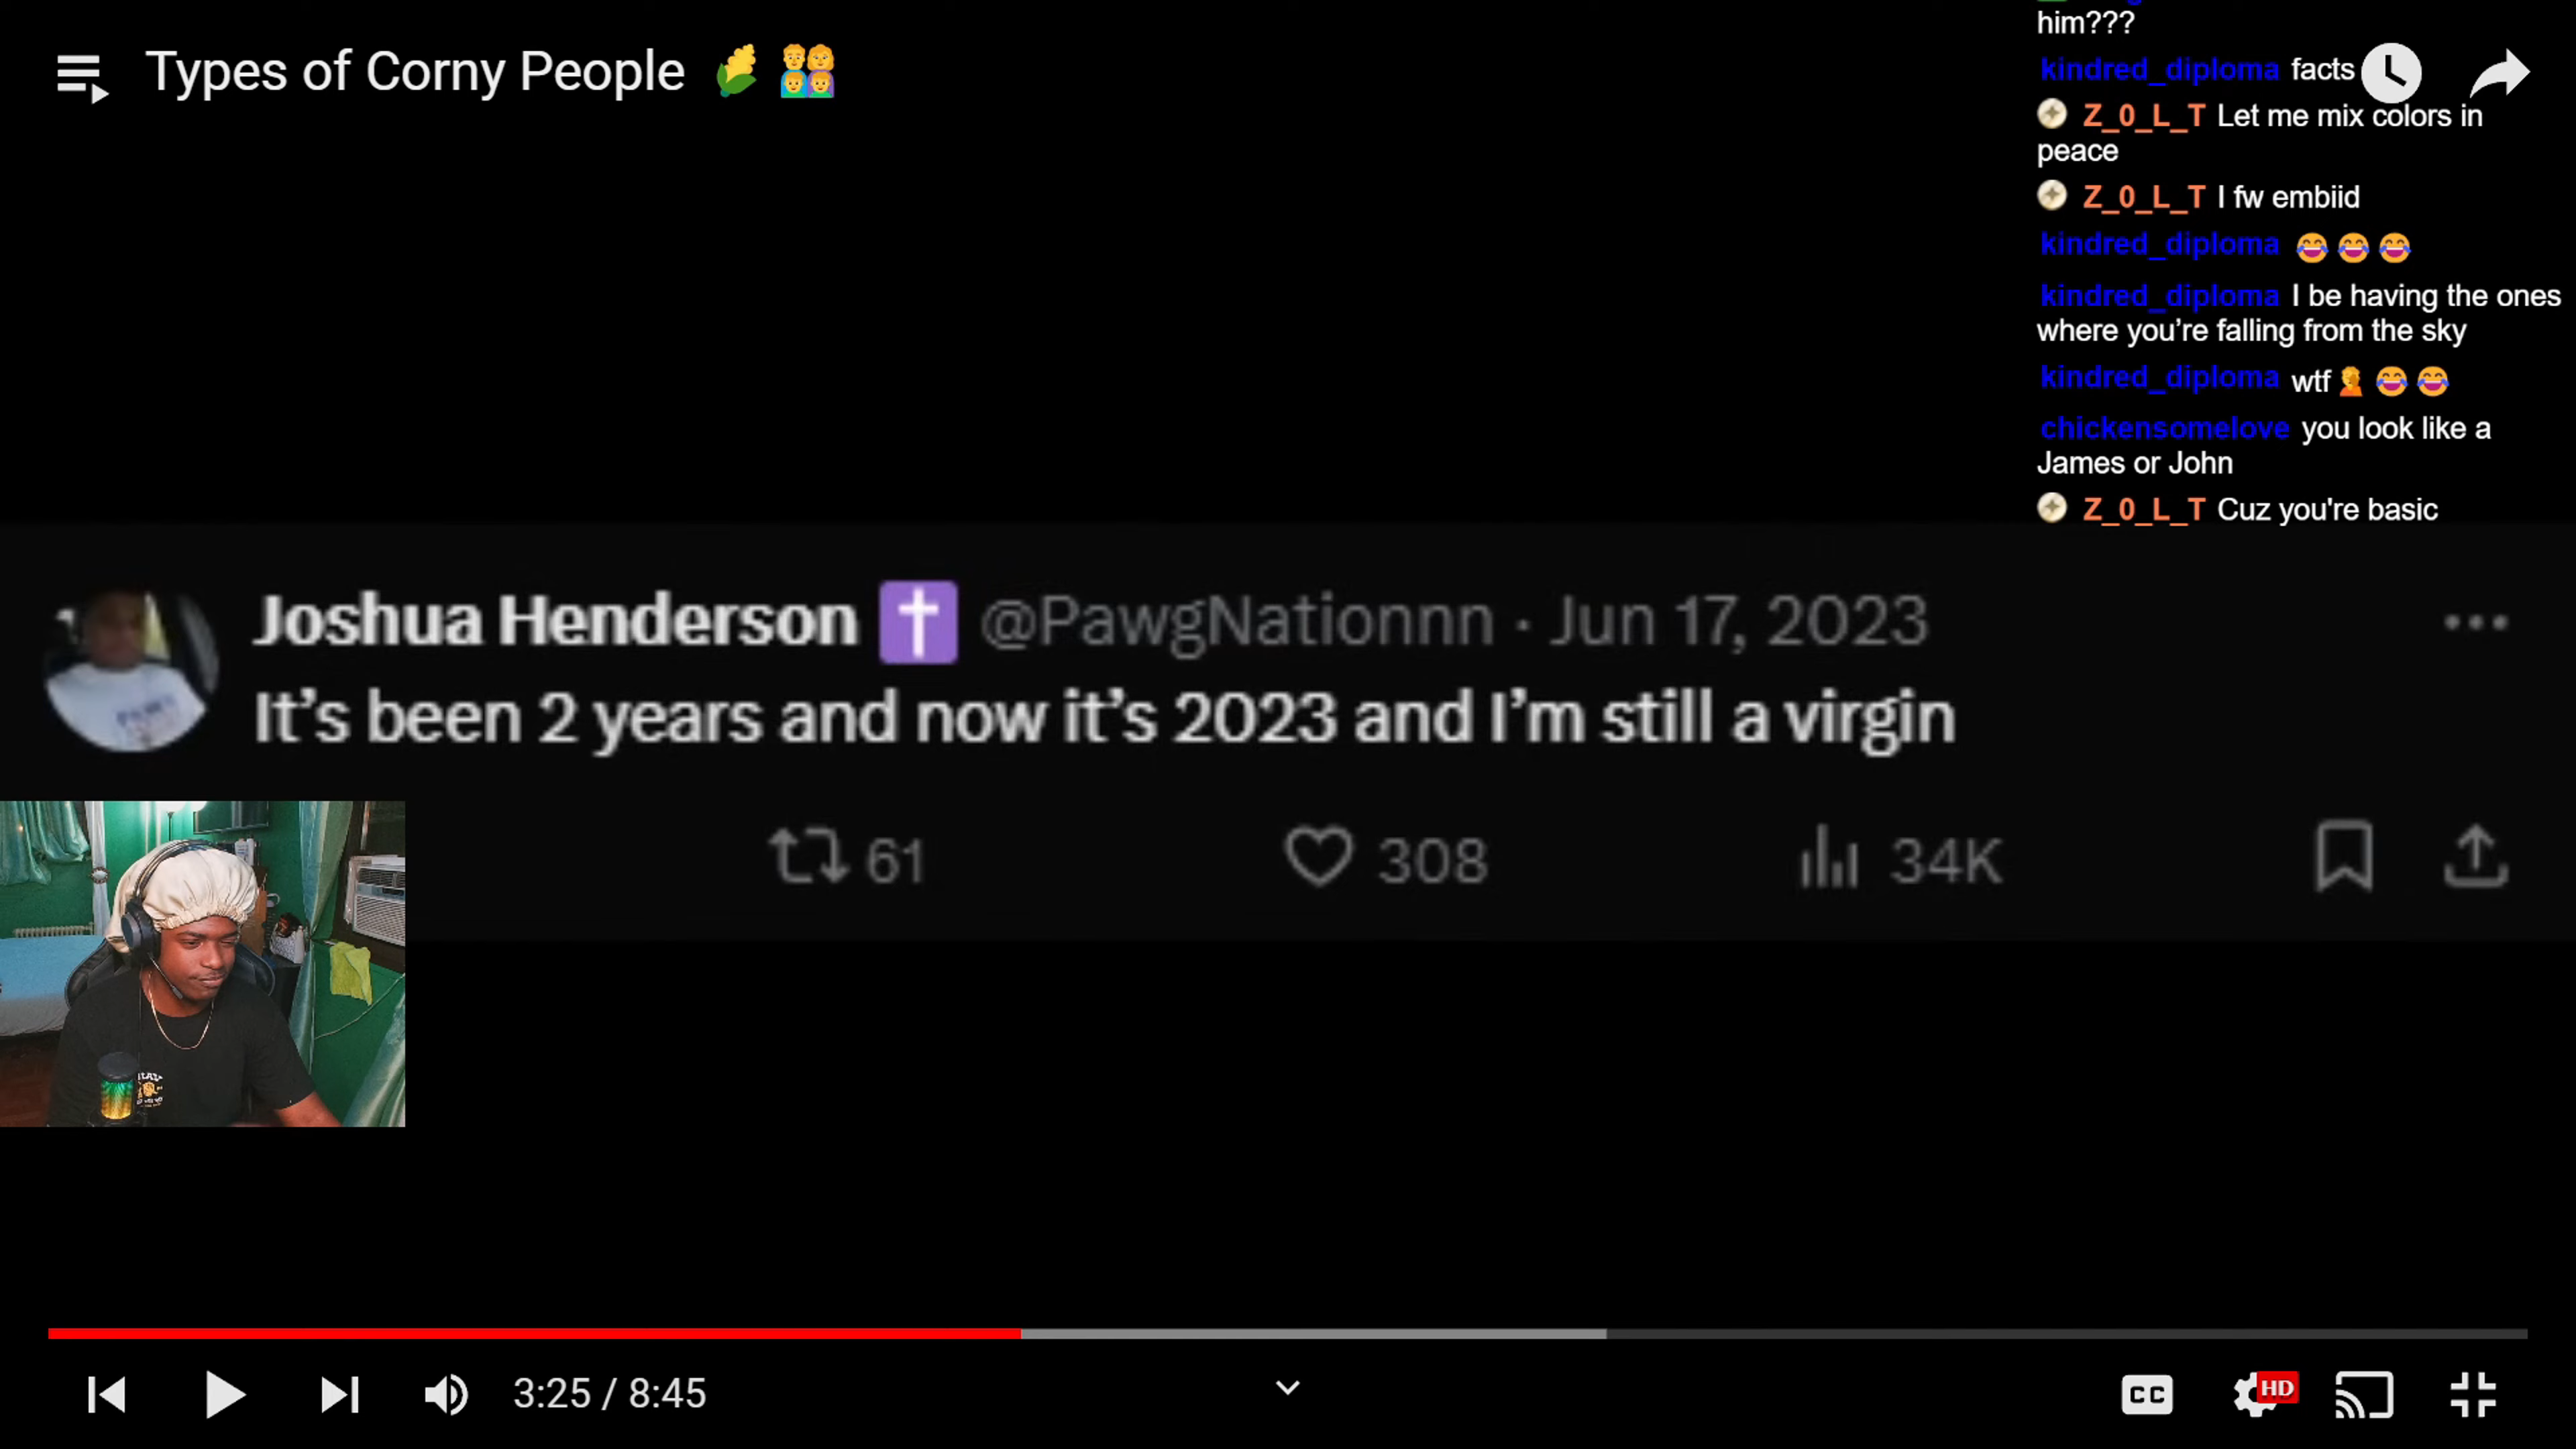 Types of Corny People 🌽 👨‍👩‍👦‍👦
him???
kindred_diploma facts
Z_0_L_T Let me mix colors in
peace
Z_0_L_T I fw embiid
kindred_diploma 😂 😂 😂
kindred_diploma I be having the ones
where you’re falling from the sky
kindred_diploma wtf 🤦 😂 😂
chickensomelove you look like a
James or John
Z_0_L_T Cuz you're basic
Joshua Henderson ✝️ @PawgNationnn · Jun 17, 2023
It’s been 2 years and now it’s 2023 and I’m still a virgin
61 308 34K
3:25 / 8:45
CC HD